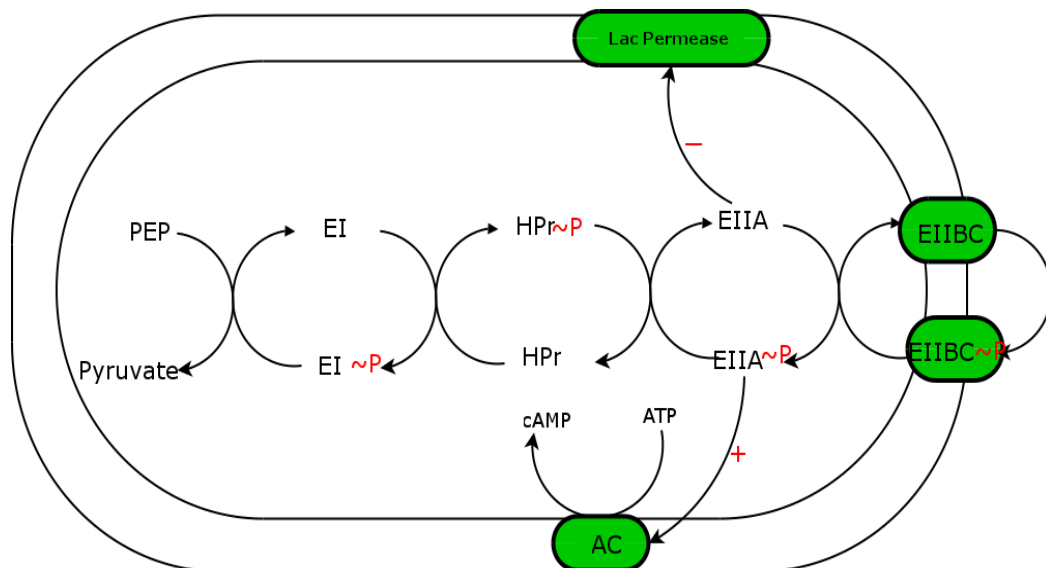 Lac Permease
−
PEP
EI
HPr~P
EIIA
EIIBC
Pyruvate
EI ~P
HPr
EIIA~P
EIIBC~P
cAMP
ATP
+
AC